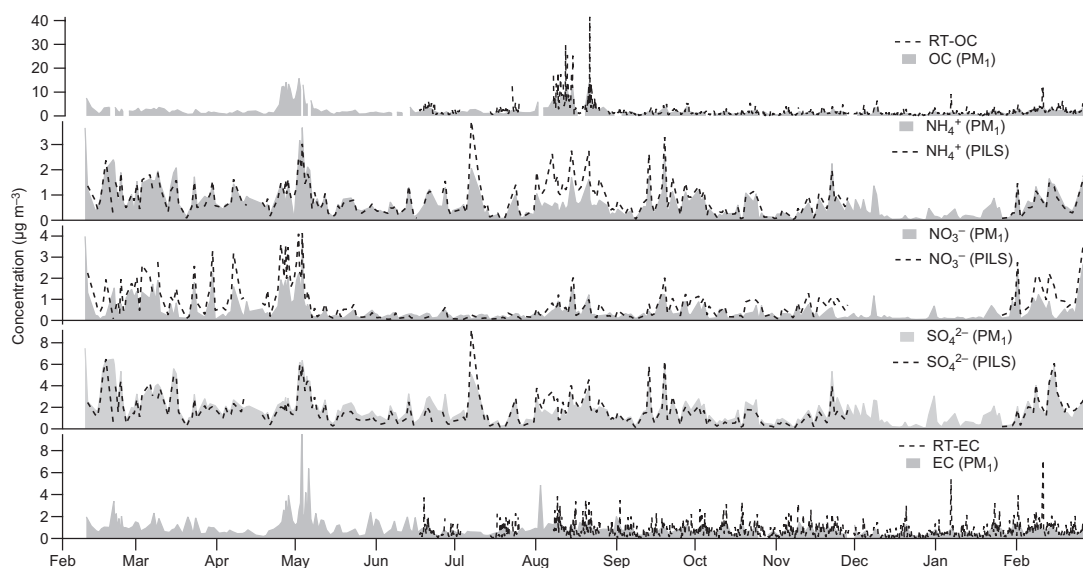 40
30
20
10
0
RT-OC
OC (PM₁)
3
2
1
0
NH₄⁺ (PM₁)
NH₄⁺ (PILS)
4
3
2
1
0
NO₃⁻ (PM₁)
NO₃⁻ (PILS)
Concentration (µg m⁻³)
8
6
4
2
0
SO₄²⁻ (PM₁)
SO₄²⁻ (PILS)
8
6
4
2
0
RT-EC
EC (PM₁)
Feb Mar Apr May Jun Jul Aug Sep Oct Nov Dec Jan Feb